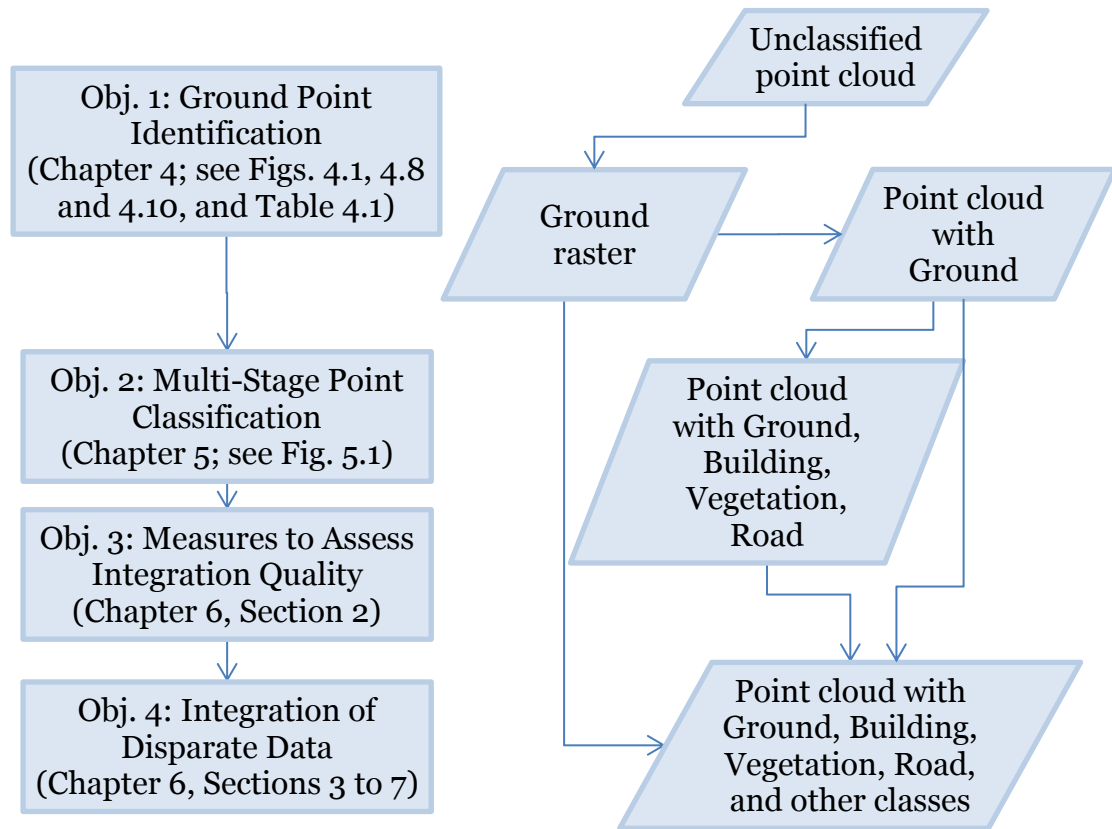 Obj. 1: Ground Point
Identification
(Chapter 4; see Figs. 4.1, 4.8
and 4.10, and Table 4.1)
Obj. 2: Multi-Stage Point
Classification
(Chapter 5; see Fig. 5.1)
Obj. 3: Measures to Assess
Integration Quality
(Chapter 6, Section 2)
Obj. 4: Integration of
Disparate Data
(Chapter 6, Sections 3 to 7)
Unclassified
point cloud
Ground
raster
Point cloud
with
Ground
Point cloud
with Ground,
Building,
Vegetation,
Road
Point cloud with
Ground, Building,
Vegetation, Road,
and other classes